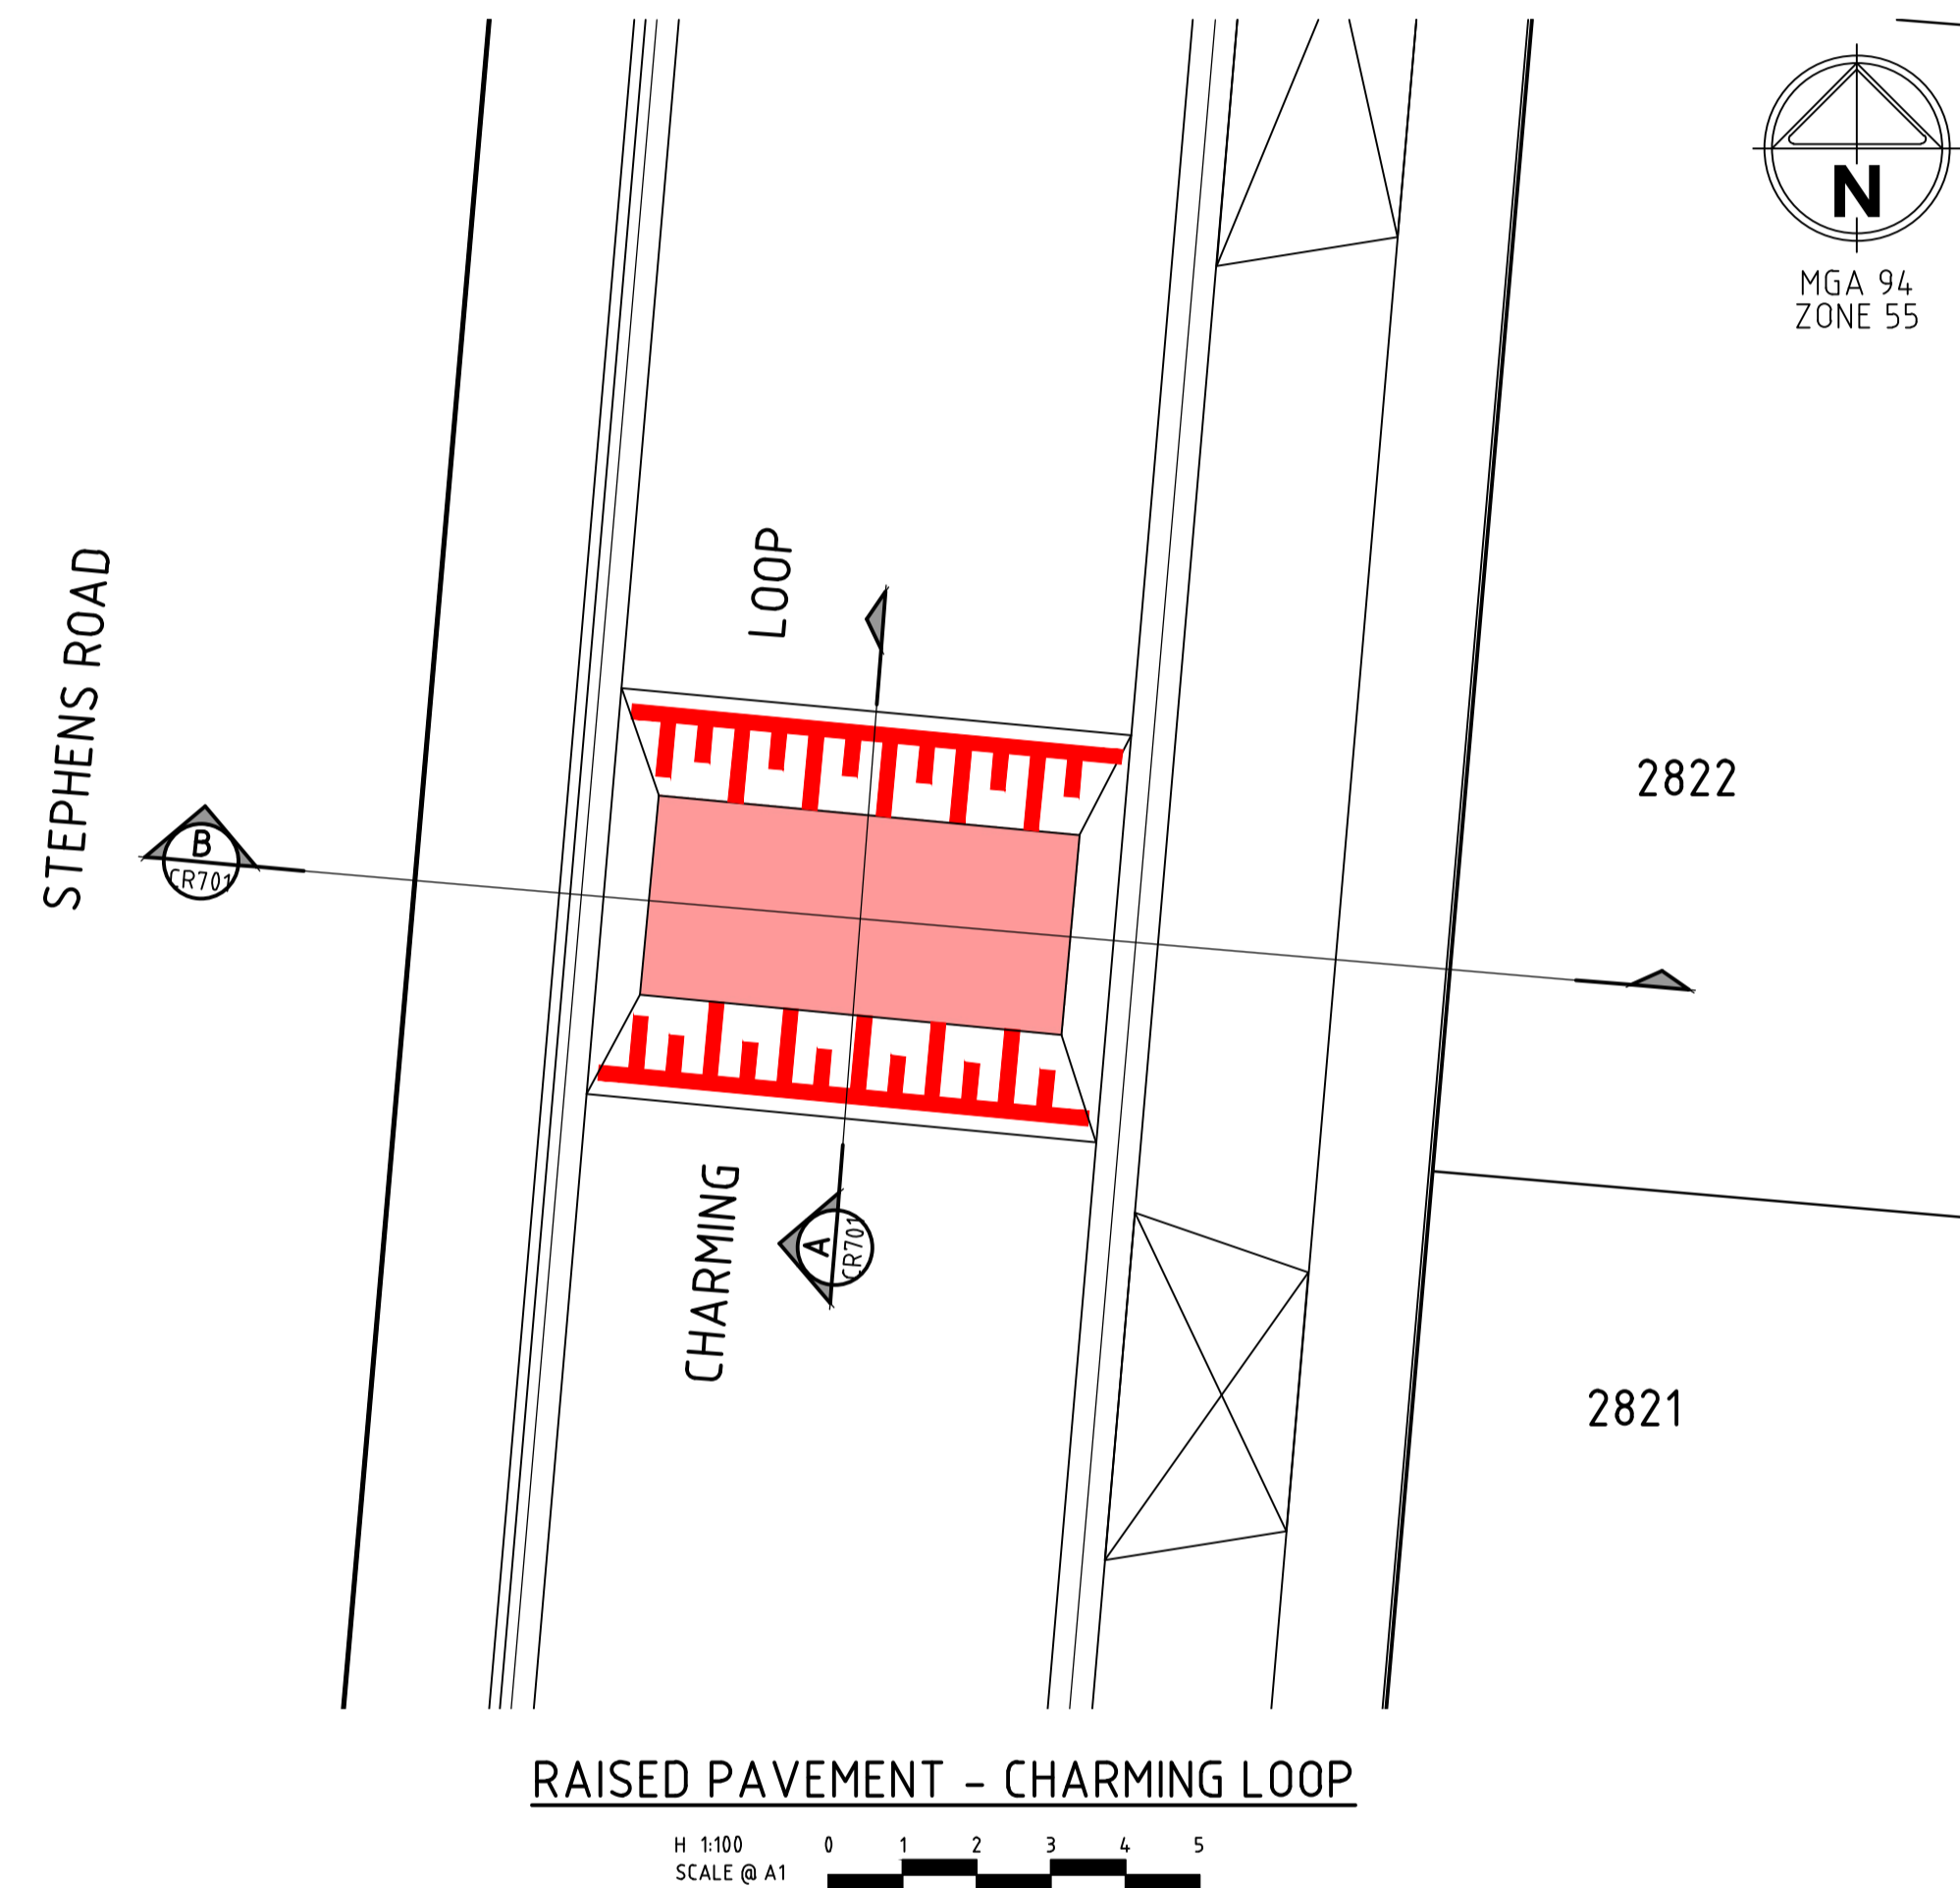 N
MGA 94
ZONE 55
STEPHENS ROAD
LOOP
2822
B
CR701
CHARMING
A
CR701
2821
RAISED PAVEMENT - CHARMING LOOP
H 1:100 0 1 2 3 4 5
SCALE @ A1